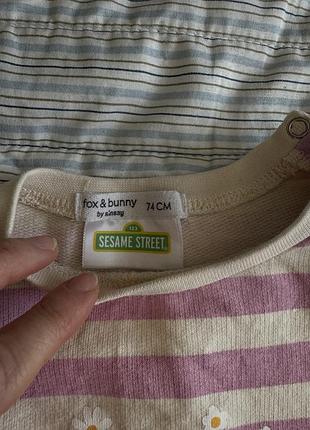 fox & bunny
by sinsay
74 CM
123
SESAME STREET